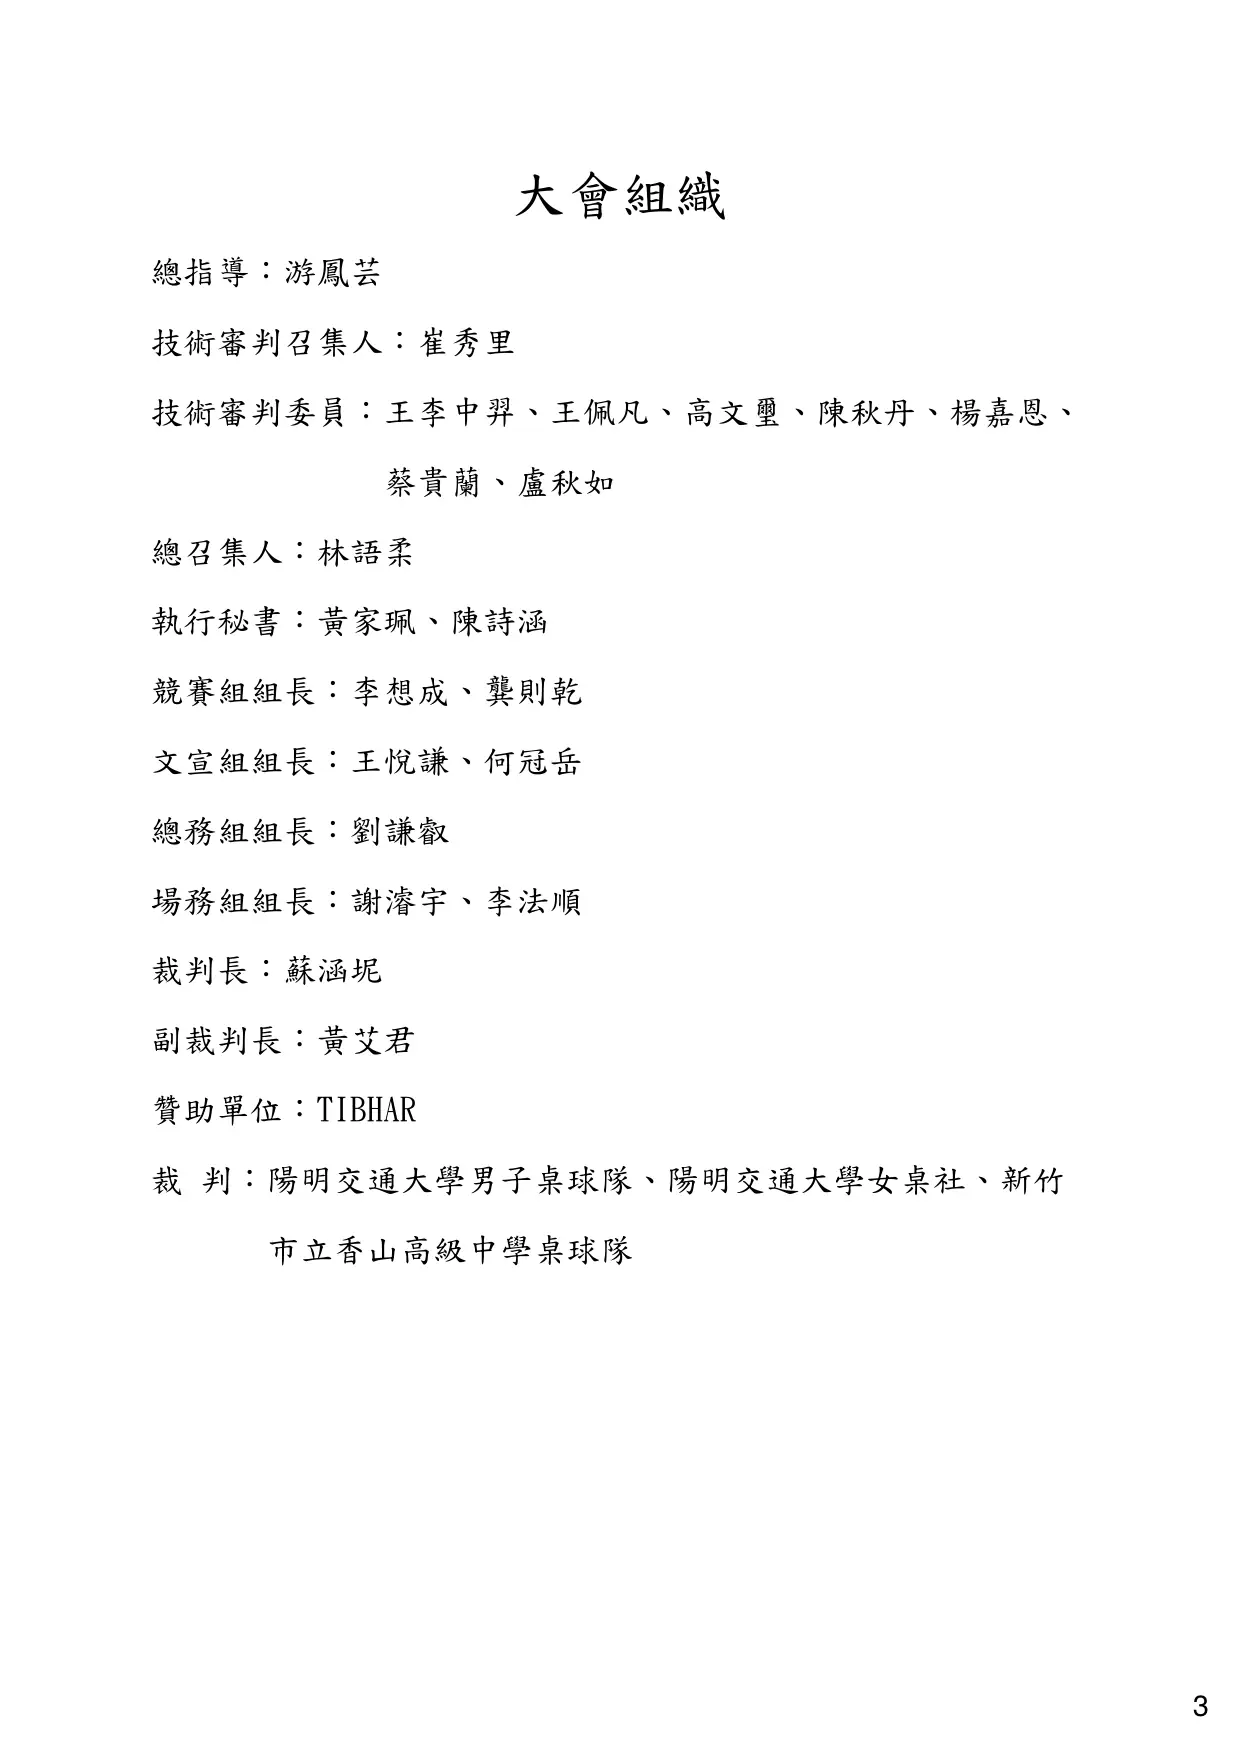 大會組織
總指導：游鳳芸
技術審判召集人：崔秀里
技術審判委員：王李中羿、王佩凡、高文璽、陳秋丹、楊嘉恩、
蔡貴蘭、盧秋如
總召集人：林語柔
執行秘書：黃家珮、陳詩涵
競賽組組長：李想成、龔則乾
文宣組組長：王悅謙、何冠岳
總務組組長：劉謙叡
場務組組長：謝濬宇、李法順
裁判長：蘇涵坭
副裁判長：黃艾君
贊助單位：TIBHAR
裁 判：陽明交通大學男子桌球隊、陽明交通大學女桌社、新竹
市立香山高級中學桌球隊
3